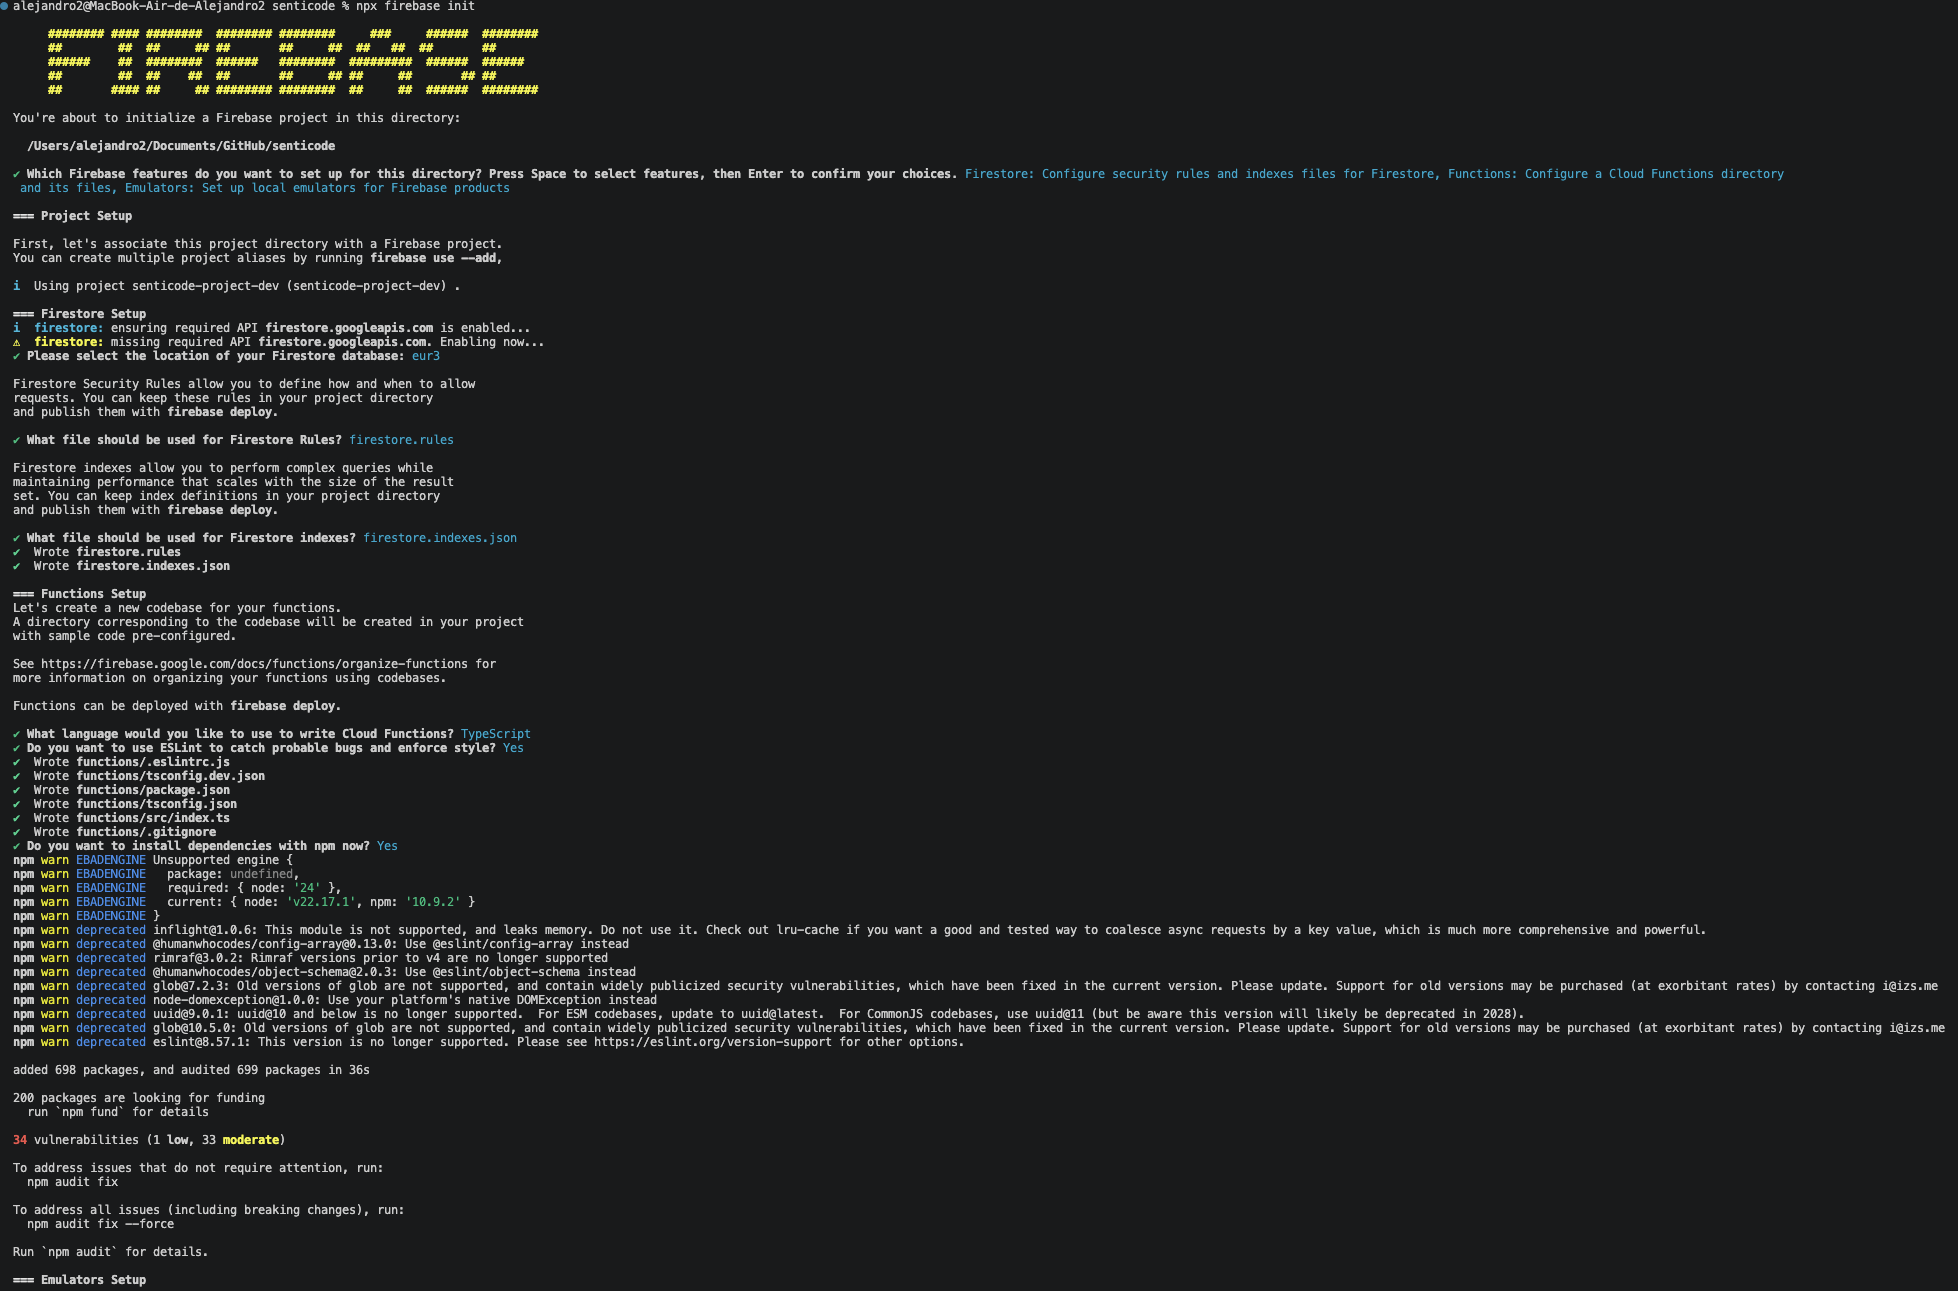 alejandro2@MacBook-Air-de-Alejandro2 senticode % npx firebase init
FIREBASE
You're about to initialize a Firebase project in this directory:
/Users/alejandro2/Documents/GitHub/senticode
✔ Which Firebase features do you want to set up for this directory? Press Space to select features, then Enter to confirm your choices. Firestore: Configure security rules and indexes files for Firestore, Functions: Configure a Cloud Functions directory
and its files, Emulators: Set up local emulators for Firebase products
=== Project Setup
First, let's associate this project directory with a Firebase project.
You can create multiple project aliases by running firebase use --add,
i  Using project senticode-project-dev (senticode-project-dev) .
=== Firestore Setup
i  firestore: ensuring required API firestore.googleapis.com is enabled...
⚠  firestore: missing required API firestore.googleapis.com. Enabling now...
✔ Please select the location of your Firestore database: eur3
Firestore Security Rules allow you to define how and when to allow
requests. You can keep these rules in your project directory
and publish them with firebase deploy.
✔ What file should be used for Firestore Rules? firestore.rules
Firestore indexes allow you to perform complex queries while
maintaining performance that scales with the size of the result
set. You can keep index definitions in your project directory
and publish them with firebase deploy.
✔ What file should be used for Firestore indexes? firestore.indexes.json
✔  Wrote firestore.rules
✔  Wrote firestore.indexes.json
=== Functions Setup
Let's create a new codebase for your functions.
A directory corresponding to the codebase will be created in your project
with sample code pre-configured.
See https://firebase.google.com/docs/functions/organize-functions for
more information on organizing your functions using codebases.
Functions can be deployed with firebase deploy.
✔ What language would you like to use to write Cloud Functions? TypeScript
✔ Do you want to use ESLint to catch probable bugs and enforce style? Yes
✔  Wrote functions/.eslintrc.js
✔  Wrote functions/tsconfig.dev.json
✔  Wrote functions/package.json
✔  Wrote functions/tsconfig.json
✔  Wrote functions/src/index.ts
✔  Wrote functions/.gitignore
✔ Do you want to install dependencies with npm now? Yes
npm warn EBADENGINE Unsupported engine {
npm warn EBADENGINE   package: undefined,
npm warn EBADENGINE   required: { node: '24' },
npm warn EBADENGINE   current: { node: 'v22.17.1', npm: '10.9.2' }
npm warn EBADENGINE }
npm warn deprecated inflight@1.0.6: This module is not supported, and leaks memory. Do not use it. Check out lru-cache if you want a good and tested way to coalesce async requests by a key value, which is much more comprehensive and powerful.
npm warn deprecated @humanwhocodes/config-array@0.13.0: Use @eslint/config-array instead
npm warn deprecated rimraf@3.0.2: Rimraf versions prior to v4 are no longer supported
npm warn deprecated @humanwhocodes/object-schema@2.0.3: Use @eslint/object-schema instead
npm warn deprecated glob@7.2.3: Old versions of glob are not supported, and contain widely publicized security vulnerabilities, which have been fixed in the current version. Please update. Support for old versions may be purchased (at exorbitant rates) by contacting i@izs.me
npm warn deprecated node-domexception@1.0.0: Use your platform's native DOMException instead
npm warn deprecated uuid@9.0.1: uuid@10 and below is no longer supported.  For ESM codebases, update to uuid@latest.  For CommonJS codebases, use uuid@11 (but be aware this version will likely be deprecated in 2028).
npm warn deprecated glob@10.5.0: Old versions of glob are not supported, and contain widely publicized security vulnerabilities, which have been fixed in the current version. Please update. Support for old versions may be purchased (at exorbitant rates) by contacting i@izs.me
npm warn deprecated eslint@8.57.1: This version is no longer supported. Please see https://eslint.org/version-support for other options.
added 698 packages, and audited 699 packages in 36s
200 packages are looking for funding
run `npm fund` for details
34 vulnerabilities (1 low, 33 moderate)
To address issues that do not require attention, run:
npm audit fix
To address all issues (including breaking changes), run:
npm audit fix --force
Run `npm audit` for details.
=== Emulators Setup